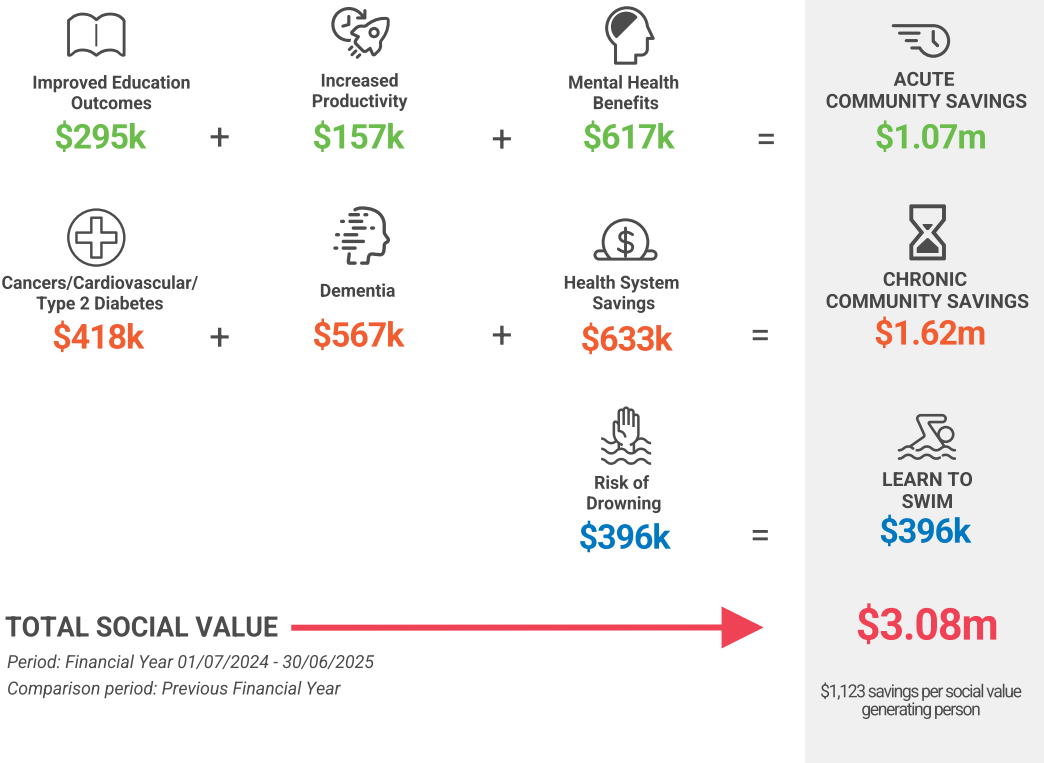 Improved Education
Outcomes
$295k
+
Increased
Productivity
$157k
+
Mental Health
Benefits
$617k
=
ACUTE
COMMUNITY SAVINGS
$1.07m
Cancers/Cardiovascular/
Type 2 Diabetes
$418k
+
Dementia
$567k
+
Health System
Savings
$633k
=
CHRONIC
COMMUNITY SAVINGS
$1.62m
Risk of
Drowning
$396k
=
LEARN TO
SWIM
$396k
TOTAL SOCIAL VALUE
$3.08m
Period: Financial Year 01/07/2024 - 30/06/2025
Comparison period: Previous Financial Year
$1,123 savings per social value
generating person